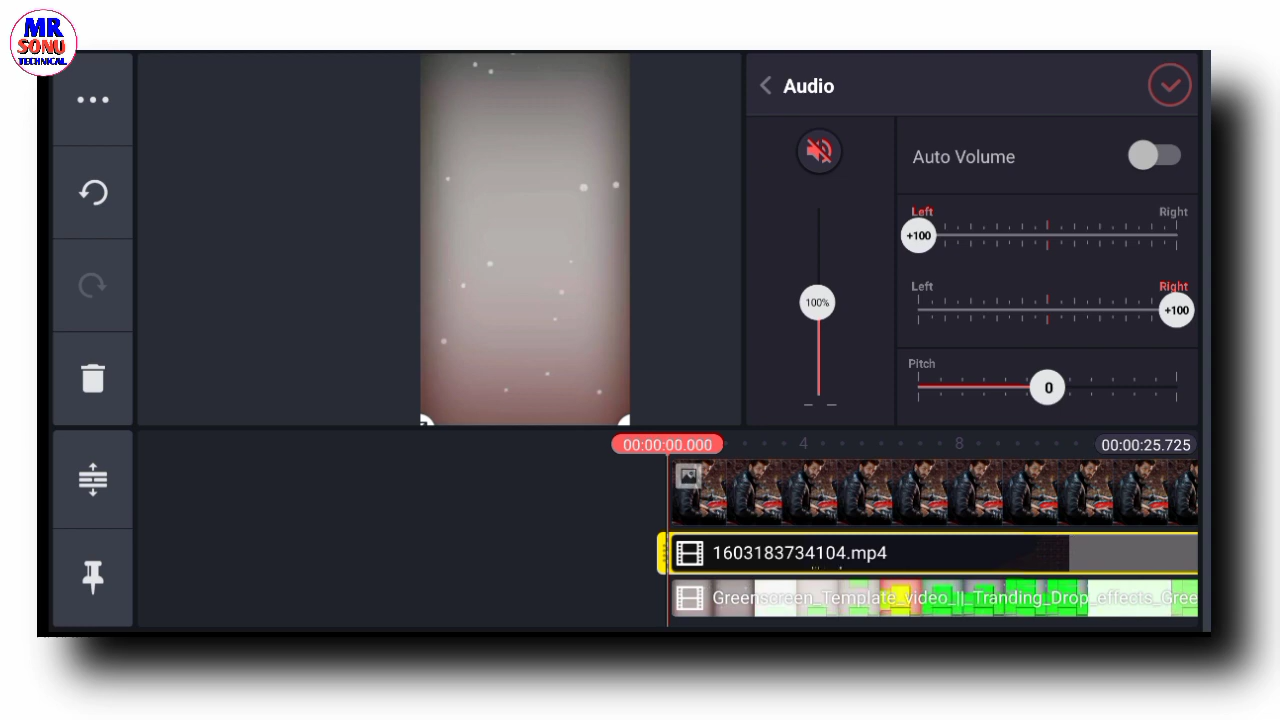 MR
SONU
TECHNICAL
Audio
Auto Volume
Left Right
+100
Left Right
+100
100%
Pitch
0
00:00:00.000 4 8 00:00:25.725
1603183734104.mp4
Greenscreen_Template_video_||_Tranding_Drop_effects_Gree